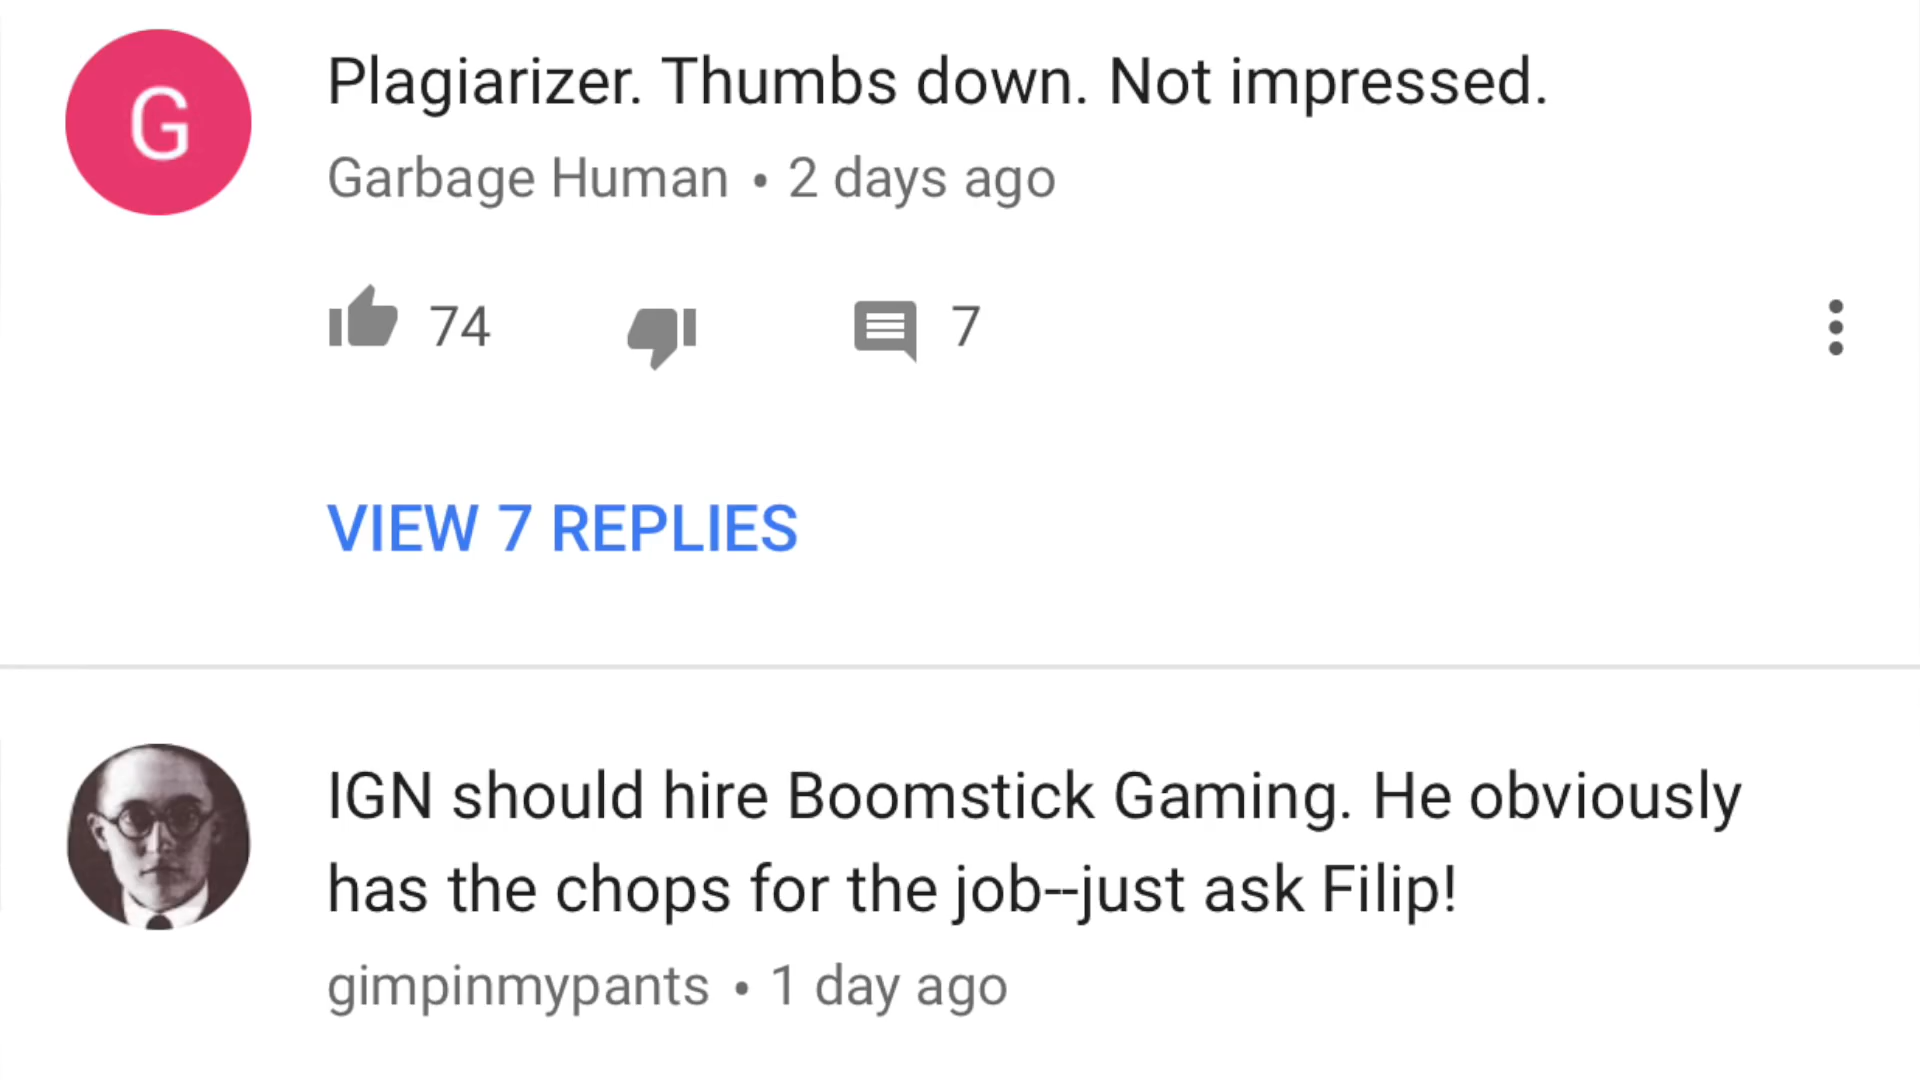 G
Plagiarizer. Thumbs down. Not impressed.
Garbage Human • 2 days ago
74
7
VIEW 7 REPLIES
IGN should hire Boomstick Gaming. He obviously
has the chops for the job--just ask Filip!
gimpinmypants • 1 day ago